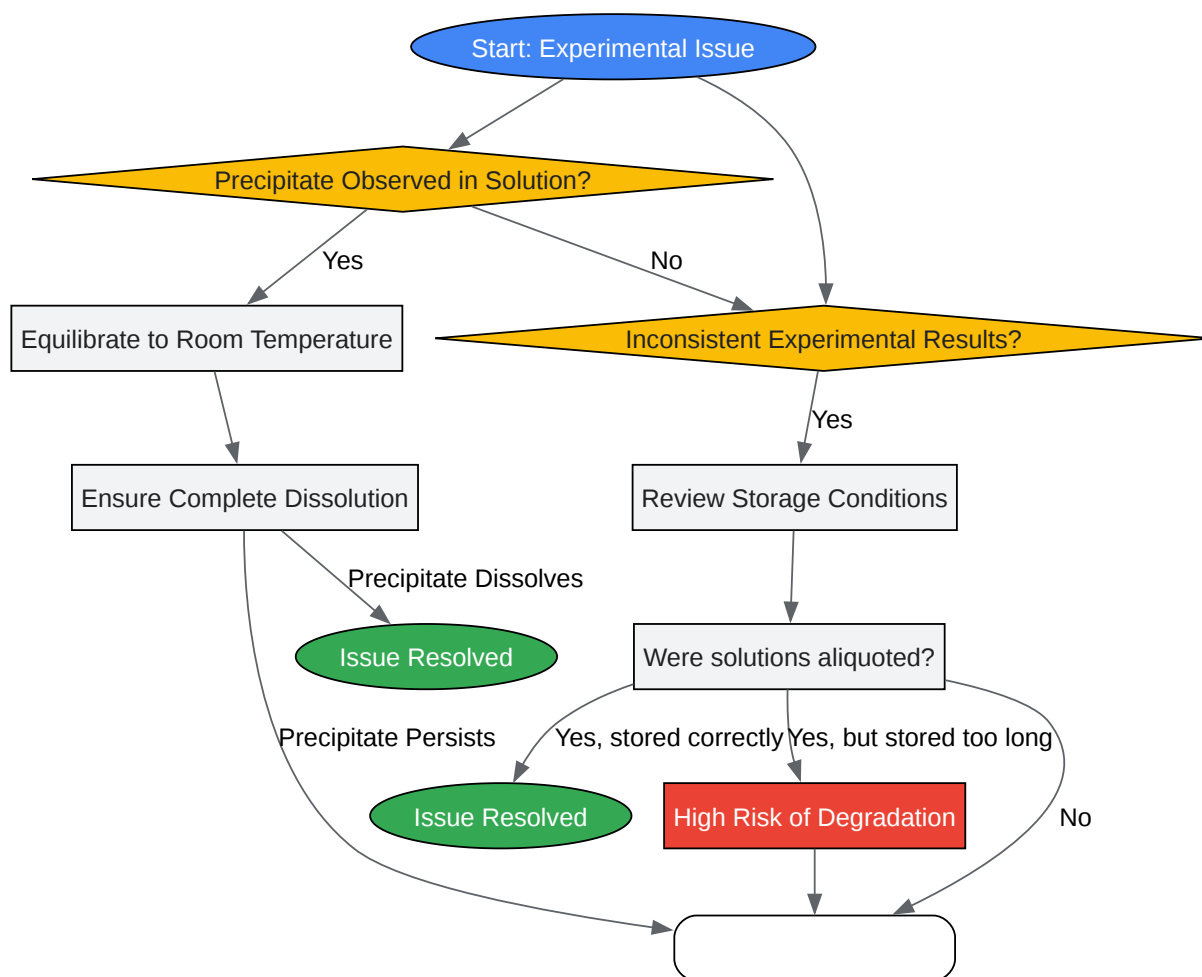 Start: Experimental Issue
Precipitate Observed in Solution?
Yes
No
Equilibrate to Room Temperature
Inconsistent Experimental Results?
Yes
Ensure Complete Dissolution
Review Storage Conditions
Precipitate Dissolves
Issue Resolved
Were solutions aliquoted?
Precipitate Persists
Yes, stored correctly
Yes, but stored too long
Issue Resolved
High Risk of Degradation
No